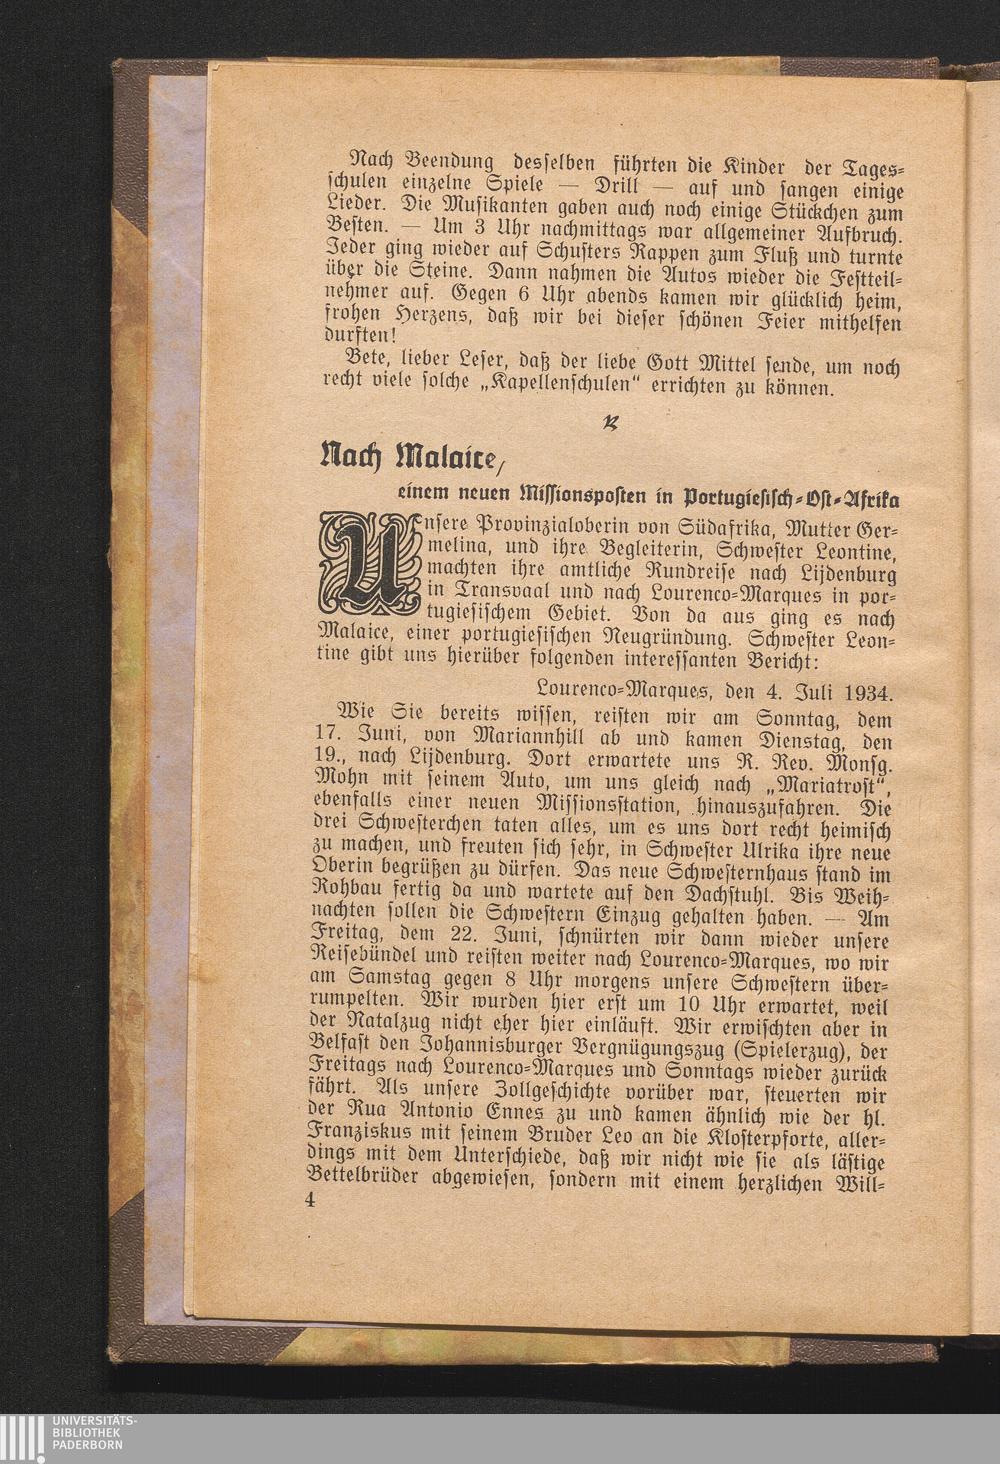 Nach Beendung desselben führten die Kinder der Tages-
schulen einzelne Spiele — Drill — auf und sangen einige
Lieder. Die Musikanten gaben auch noch einige Stückchen zum
Besten. — Um 3 Uhr nachmittags war allgemeiner Aufbruch.
Jeder ging wieder auf Schusters Rappen zum Fluß und turnte
über die Steine. Dann nahmen die Autos wieder die Festteil-
nehmer auf. Gegen 6 Uhr abends kamen wir glücklich heim,
frohen Herzens, daß wir bei dieser schönen Feier mithelfen
durften!
Bete, lieber Leser, daß der liebe Gott Mittel sende, um noch
recht viele solche „Kapellenschulen“ errichten zu können.
Nach Malaice,
einem neuen Missionsposten in Portugiesisch-Ost-Afrika
Unsere Provinzialoberin von Südafrika, Mutter Ger-
melina, und ihre Begleiterin, Schwester Leontine,
machten ihre amtliche Rundreise nach Lijdenburg
in Transvaal und nach Lourenco-Marques in por-
tugiesischem Gebiet. Von da aus ging es nach
Malaice, einer portugiesischen Neugründung. Schwester Leon-
tine gibt uns hierüber folgenden interessanten Bericht:
Lourenco-Marques, den 4. Juli 1934.
Wie Sie bereits wissen, reisten wir am Sonntag, dem
17. Juni, von Mariannhill ab und kamen Dienstag, den
19., nach Lijdenburg. Dort erwartete uns R. Rev. Monsg.
Mohn mit seinem Auto, um uns gleich nach „Mariatrost“,
ebenfalls einer neuen Missionsstation, hinauszufahren. Die
drei Schwesterchen taten alles, um es uns dort recht heimisch
zu machen, und freuten sich sehr, in Schwester Ulrika ihre neue
Oberin begrüßen zu dürfen. Das neue Schwesternhaus stand im
Rohbau fertig da und wartete auf den Dachstuhl. Bis Weih-
nachten sollen die Schwestern Einzug gehalten haben. — Am
Freitag, dem 22. Juni, schnürten wir dann wieder unsere
Reisebündel und reisten weiter nach Lourenco-Marques, wo wir
am Samstag gegen 8 Uhr morgens unsere Schwestern über-
rumpelten. Wir wurden hier erst um 10 Uhr erwartet, weil
der Natalzug nicht eher hier einläuft. Wir erwischten aber in
Belfast den Johannisburger Vergnügungszug (Spielerzug), der
Freitags nach Lourenco-Marques und Sonntags wieder zurück
fährt. Als unsere Zollgeschichte vorüber war, steuerten wir
der Rua Antonio Ennes zu und kamen ähnlich wie der hl.
Franziskus mit seinem Bruder Leo an die Klosterpforte, aller-
dings mit dem Unterschiede, daß wir nicht wie sie als lästige
Bettelbrüder abgewiesen, sondern mit einem herzlichen Will-
4
UNIVERSITÄTS-
BIBLIOTHEK
PADERBORN